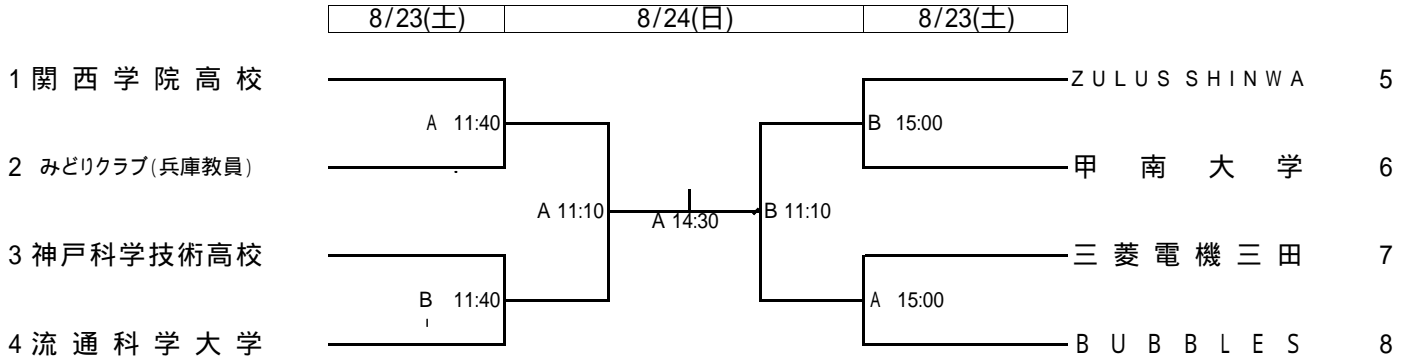 8/23(土) 8/24(日) 8/23(土)
1 関西学院高校 ZULUS SHINWA 5
A 11:40 B 15:00
2 みどりクラブ(兵庫教員) 甲南大学 6
A 11:10 A 14:30 B 11:10
3 神戸科学技術高校 三菱電機三田 7
B 11:40 A 15:00
4 流通科学大学 BUBBLES 8